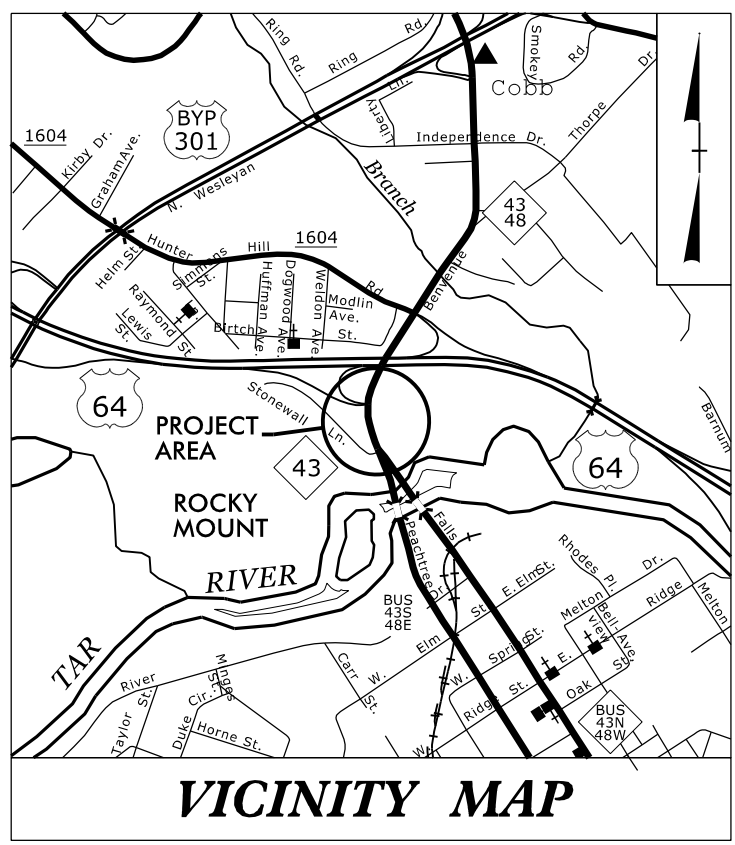 Ring Rd.
Ring Rd.
Smokey Rd.
Dr.
Cobb
Ln.
Liberty
Thorpe
BYP
301
1604
Independence Dr.
Kirby Dr.
Graham Ave.
Branch
N. Wesleyan
43
48
1604
Hunter Hill Rd
Helm St.
Simmons St.
Benvenue
Huffman Ave.
Dogwood Ave.
Weldon Ave.
Modlin Ave.
Raymond St
Lewis St.
Birtch St.
64
Stonewall Ln.
PROJECT
AREA
43
64
Barnum
ROCKY
MOUNT
Falls
Peachtree
RIVER
TAR
Dr.
BUS
43S
48E
E. Elm St.
Rhodes Pl.
Dr.
Melton
Ridge
Melton
Bell-view Ave.
Elm St.
W.
Spring St.
W.
E.
Oak St.
Ridge St.
W.
River
Minges St.
Carr St.
Taylor St.
Cir.
Duke
Horne St.
BUS
43N
48W
VICINITY MAP